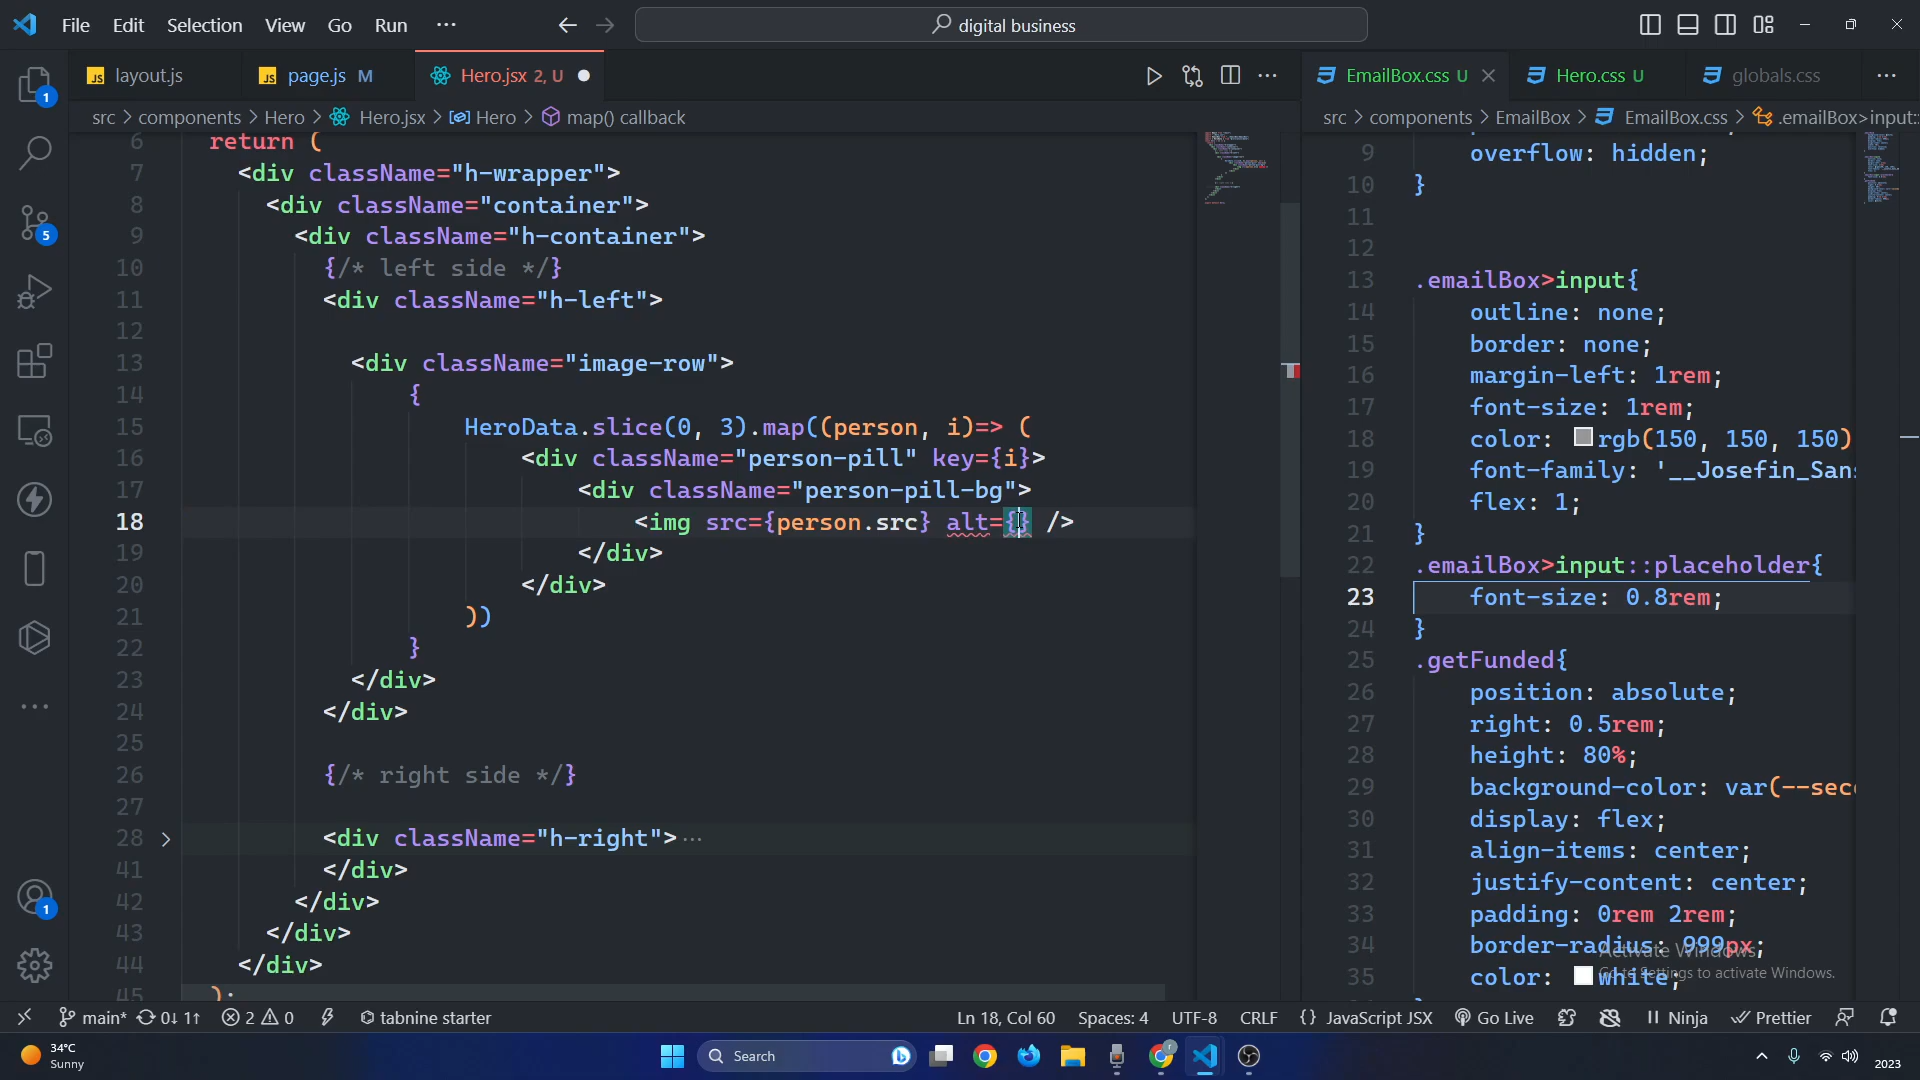 File Edit Selection View Go Run ··· digital business
layout.js page.js M Hero.jsx 2, U
EmailBox.css U Hero.css U globals.css
src > components > Hero > Hero.jsx > Hero > map() callback
src > components > EmailBox > EmailBox.css > .emailBox>input:
6 return (
7 <div className="h-wrapper">
8 <div className="container">
9 <div className="h-container">
10 {/* left side */}
11 <div className="h-left">
12
13 <div className="image-row">
14 {
15 HeroData.slice(0, 3).map((person, i)=> (
16 <div className="person-pill" key={i}>
17 <div className="person-pill-bg">
18 <img src={person.src} alt={} />
19 </div>
20 </div>
21 ))
22 }
23 </div>
24 </div>
25
26 {/* right side */}
27
28 <div className="h-right">···
41 </div>
42 </div>
43 </div>
44 </div>
45 );
9 overflow: hidden;
10 }
11
12
13 .emailBox>input{
14 outline: none;
15 border: none;
16 margin-left: 1rem;
17 font-size: 1rem;
18 color: rgb(150, 150, 150)
19 font-family: '__Josefin_Sans
20 flex: 1;
21 }
22 .emailBox>input::placeholder{
23 font-size: 0.8rem;
24 }
25 .getFunded{
26 position: absolute;
27 right: 0.5rem;
28 height: 80%;
29 background-color: var(--sec
30 display: flex;
31 align-items: center;
32 justify-content: center;
33 padding: 0rem 2rem;
34 border-radius: 999px;
35 color: white;
Activate Windows
Go to Settings to activate Windows.
1
5
1
main* 0↓ 1↑ 2 0 tabnine starter Ln 18, Col 60 Spaces: 4 UTF-8 CRLF {} JavaScript JSX Go Live Ninja Prettier
34°C
Sunny
Search
2023